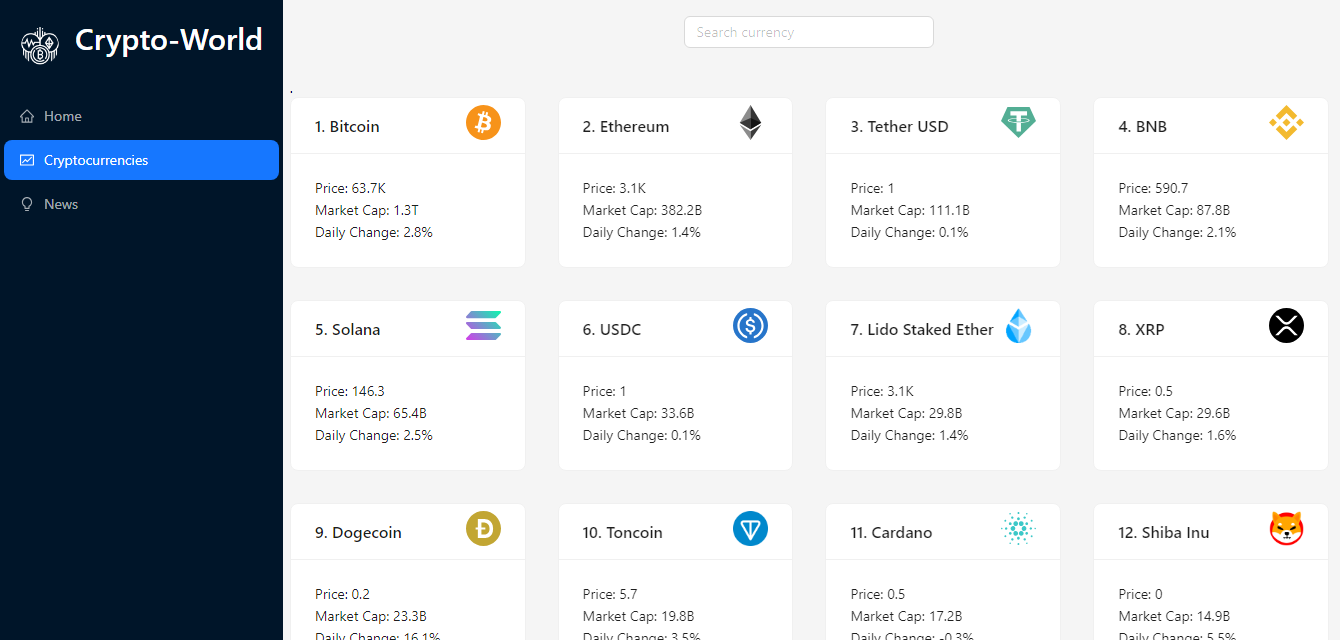 Crypto-World
Home
Cryptocurrencies
News
Search currency
.
1. Bitcoin
Price: 63.7K
Market Cap: 1.3T
Daily Change: 2.8%
2. Ethereum
Price: 3.1K
Market Cap: 382.2B
Daily Change: 1.4%
3. Tether USD
Price: 1
Market Cap: 111.1B
Daily Change: 0.1%
4. BNB
Price: 590.7
Market Cap: 87.8B
Daily Change: 2.1%
5. Solana
Price: 146.3
Market Cap: 65.4B
Daily Change: 2.5%
6. USDC
Price: 1
Market Cap: 33.6B
Daily Change: 0.1%
7. Lido Staked Ether
Price: 3.1K
Market Cap: 29.8B
Daily Change: 1.4%
8. XRP
Price: 0.5
Market Cap: 29.6B
Daily Change: 1.6%
9. Dogecoin
Price: 0.2
Market Cap: 23.3B
Daily Change: 16.1%
10. Toncoin
Price: 5.7
Market Cap: 19.8B
Daily Change: 3.5%
11. Cardano
Price: 0.5
Market Cap: 17.2B
Daily Change: -0.3%
12. Shiba Inu
Price: 0
Market Cap: 14.9B
Daily Change: 5.5%